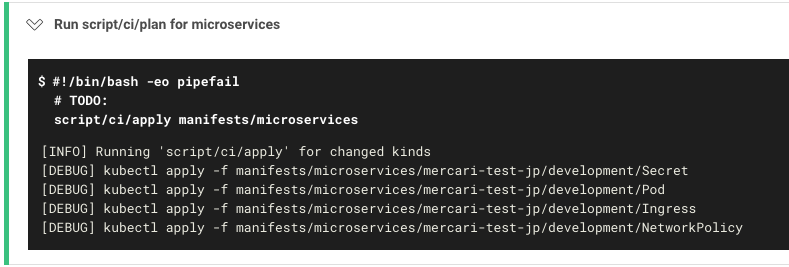 Run script/ci/plan for microservices
$ #!/bin/bash -eo pipefail
# TODO:
script/ci/apply manifests/microservices
[INFO] Running 'script/ci/apply' for changed kinds
[DEBUG] kubectl apply -f manifests/microservices/mercari-test-jp/development/Secret
[DEBUG] kubectl apply -f manifests/microservices/mercari-test-jp/development/Pod
[DEBUG] kubectl apply -f manifests/microservices/mercari-test-jp/development/Ingress
[DEBUG] kubectl apply -f manifests/microservices/mercari-test-jp/development/NetworkPolicy